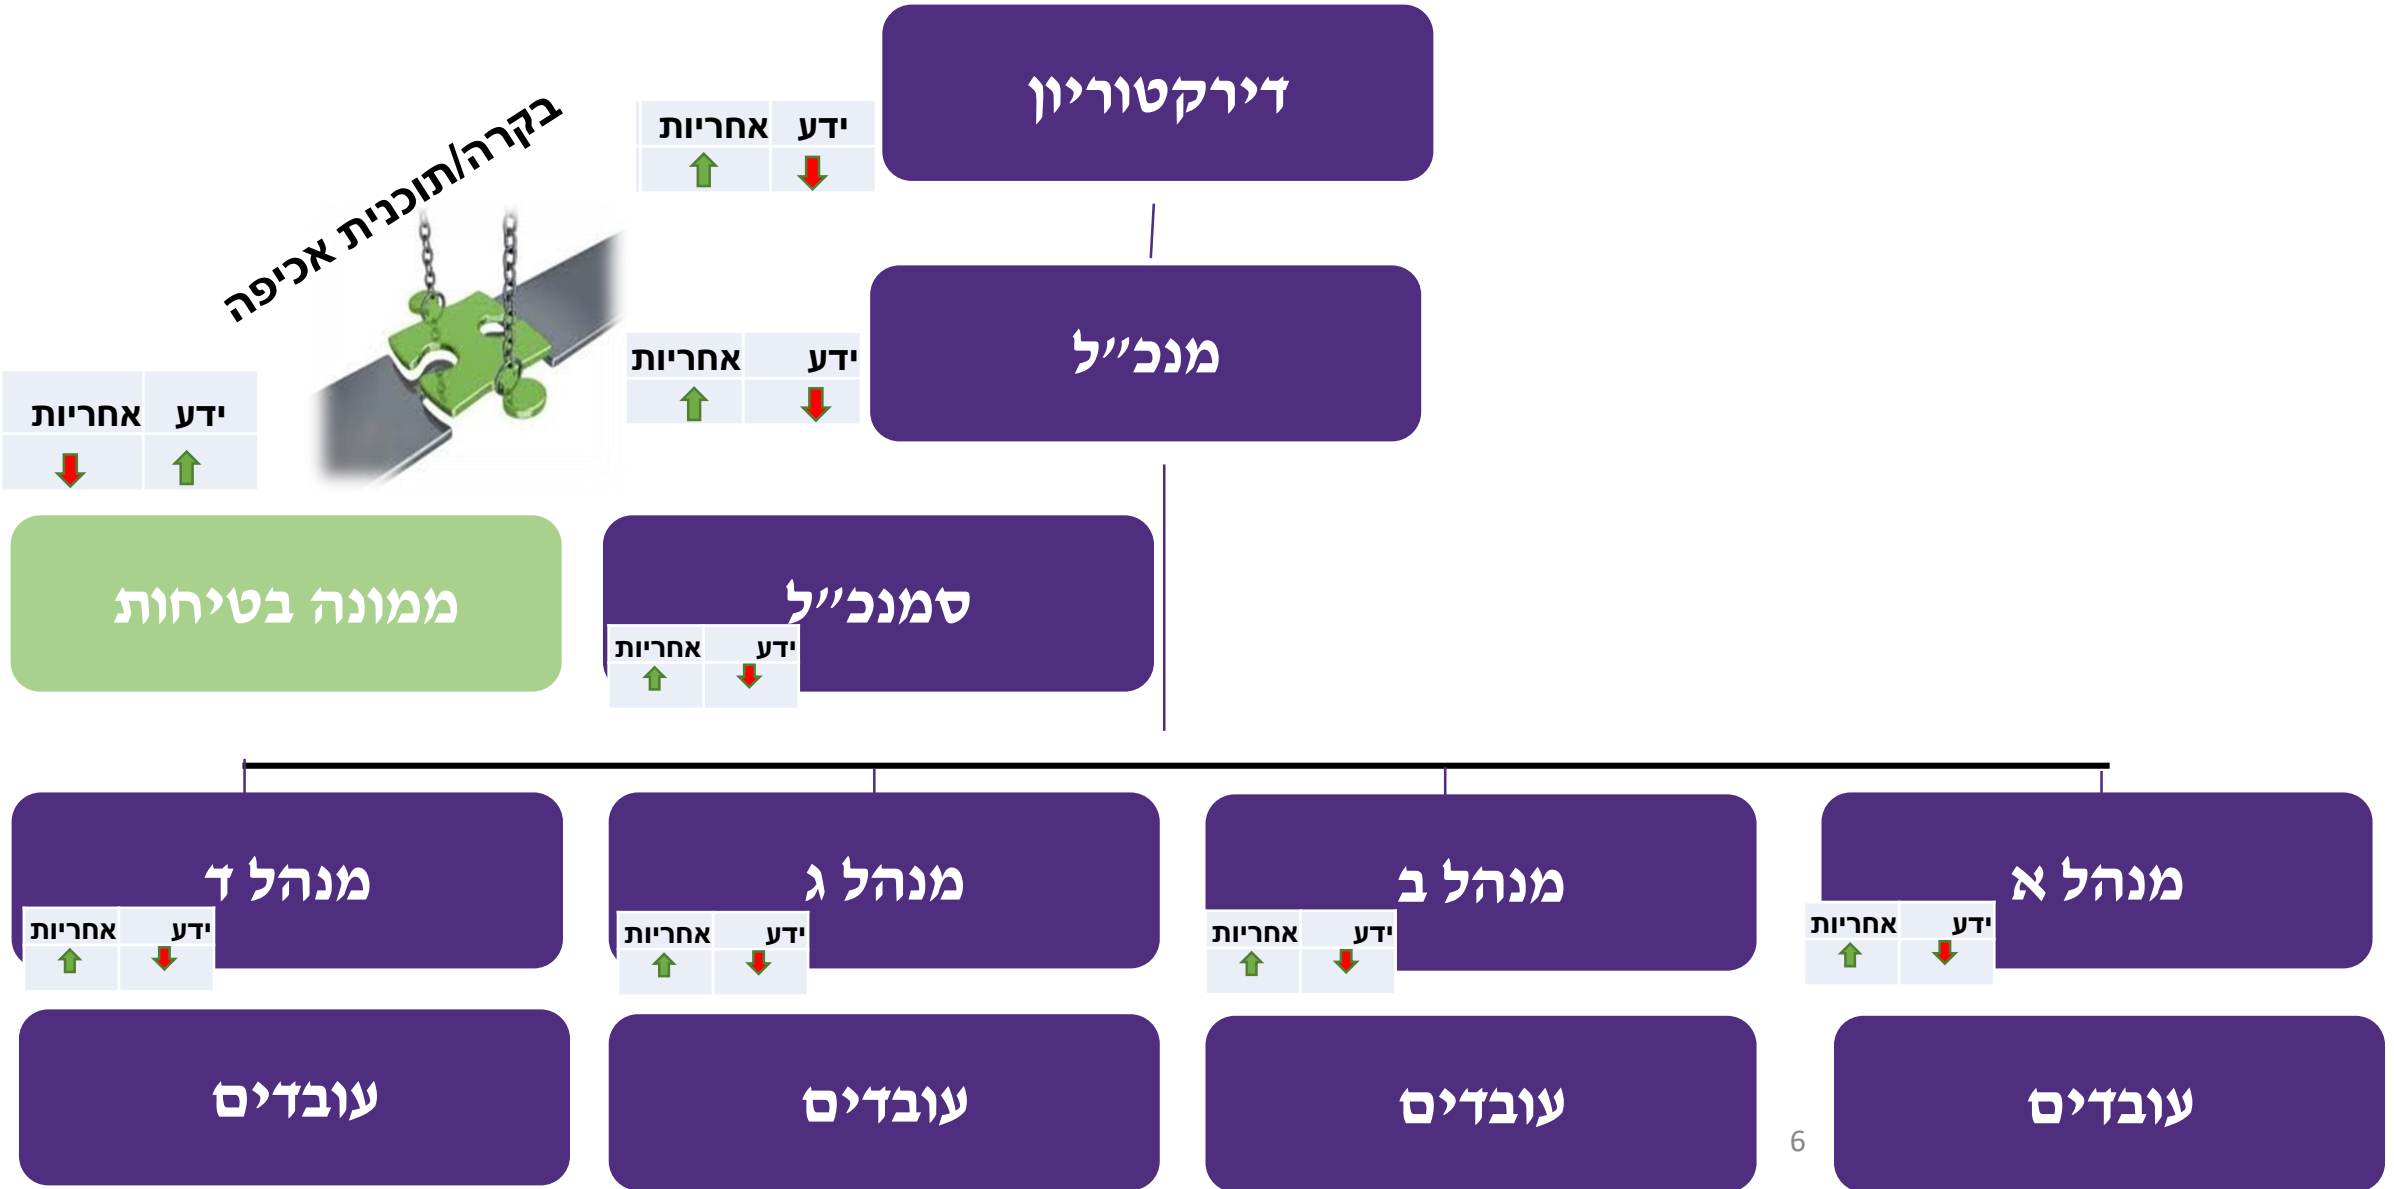 דירקטוריון
ידע אחריות
בקרה/תוכנית אכיפה
מנכ״ל
ידע אחריות
ידע אחריות
סמנכ״ל
ממונה בטיחות
ידע אחריות
מנהל א
מנהל ב
מנהל ג
מנהל ד
ידע אחריות
ידע אחריות
ידע אחריות
ידע אחריות
עובדים
עובדים
עובדים
עובדים
6